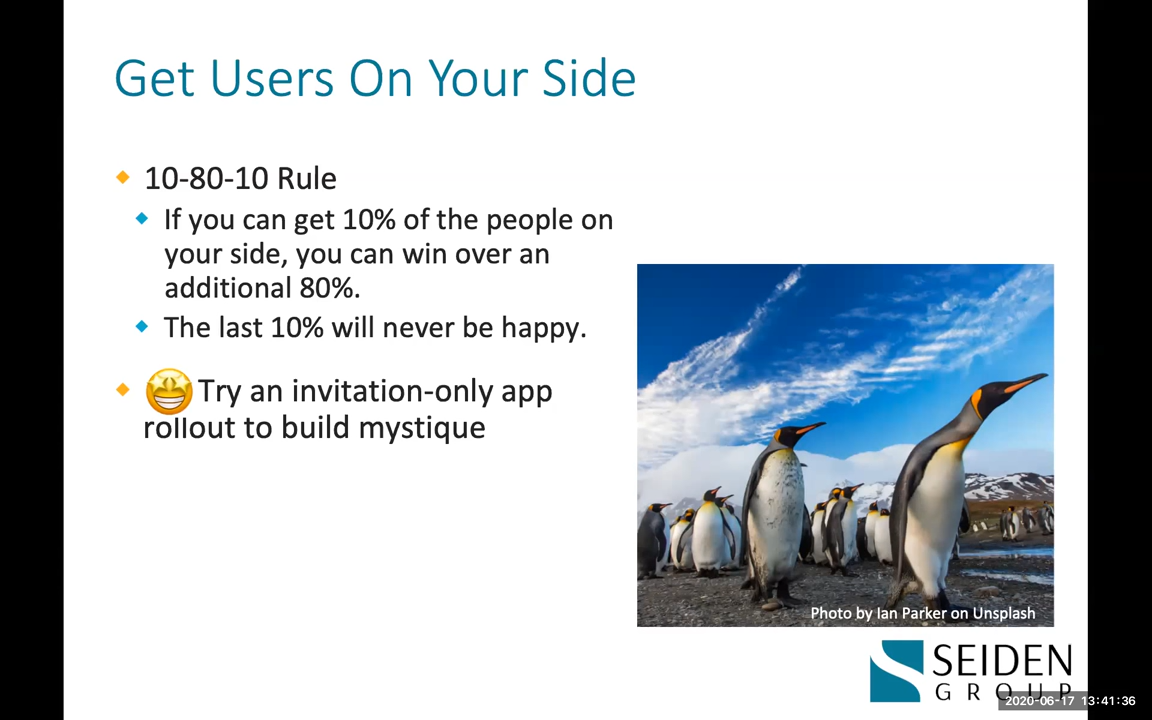 Get Users On Your Side
10-80-10 Rule
If you can get 10% of the people on
your side, you can win over an
additional 80%.
The last 10% will never be happy.
Try an invitation-only app
rollout to build mystique
Photo by Ian Parker on Unsplash
SEIDEN
GROUP
2020-06-17 13:41:36